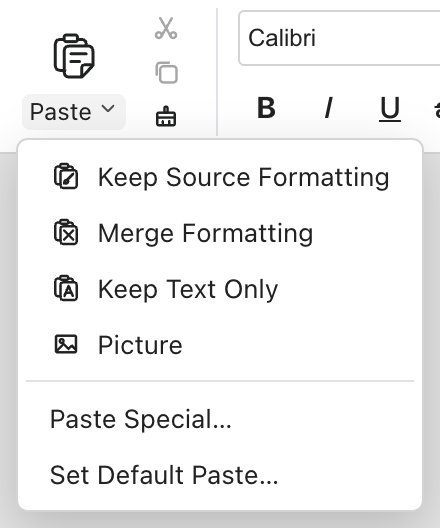 Paste
Calibri
B I U
Keep Source Formatting
Merge Formatting
Keep Text Only
Picture
Paste Special...
Set Default Paste...